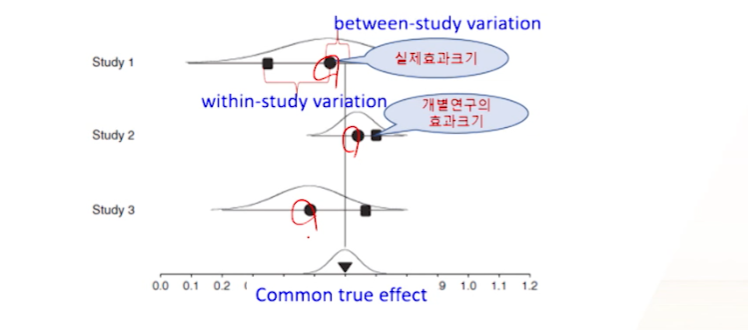 between-study variation
Study 1
실제효과크기
within-study variation
개별연구의
효과크기
Study 2
Study 3
0.0 0.1 0.2 9 1.0 1.1 1.2
Common true effect